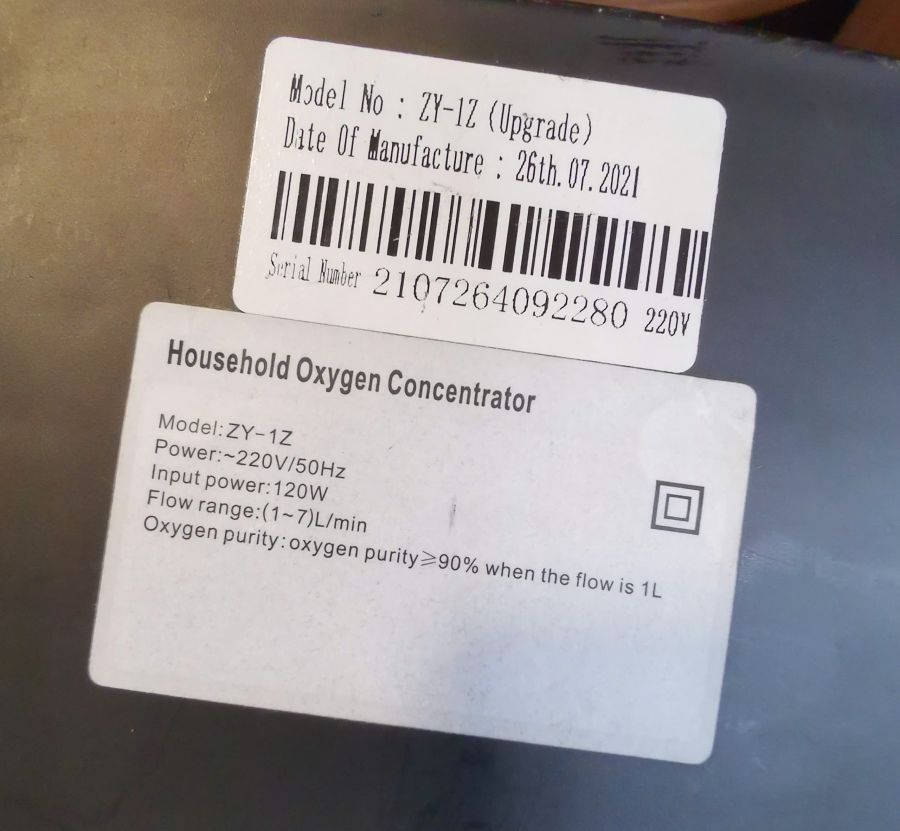 Model No : ZY-1Z (Upgrade)
Date Of Manufacture : 26th.07.2021
Serial Number 2107264092280 220V
Household Oxygen Concentrator
Model:ZY-1Z
Power:~220V/50Hz
Input power:120W
Flow range:(1~7)L/min
Oxygen purity:oxygen purity≥90% when the flow is 1L